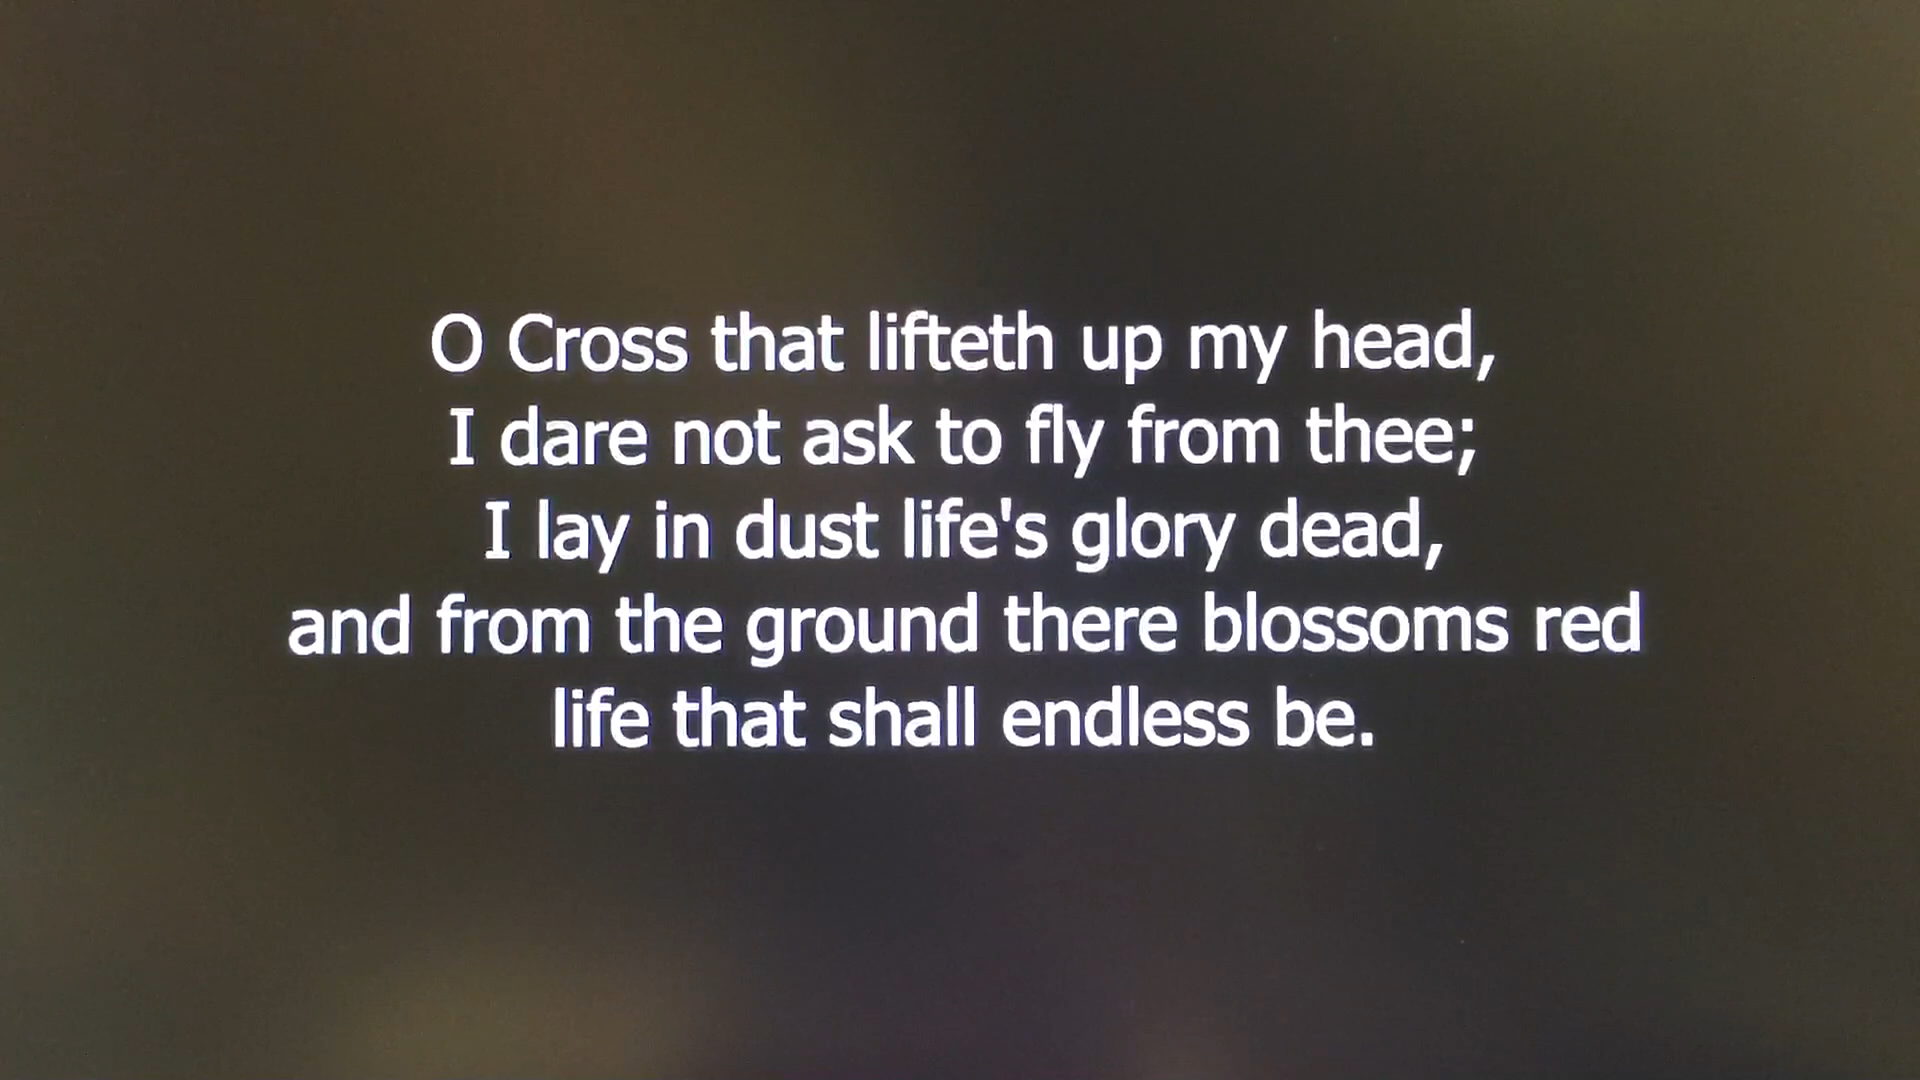 O Cross that lifteth up my head,
I dare not ask to fly from thee;
I lay in dust life's glory dead,
and from the ground there blossoms red
life that shall endless be.